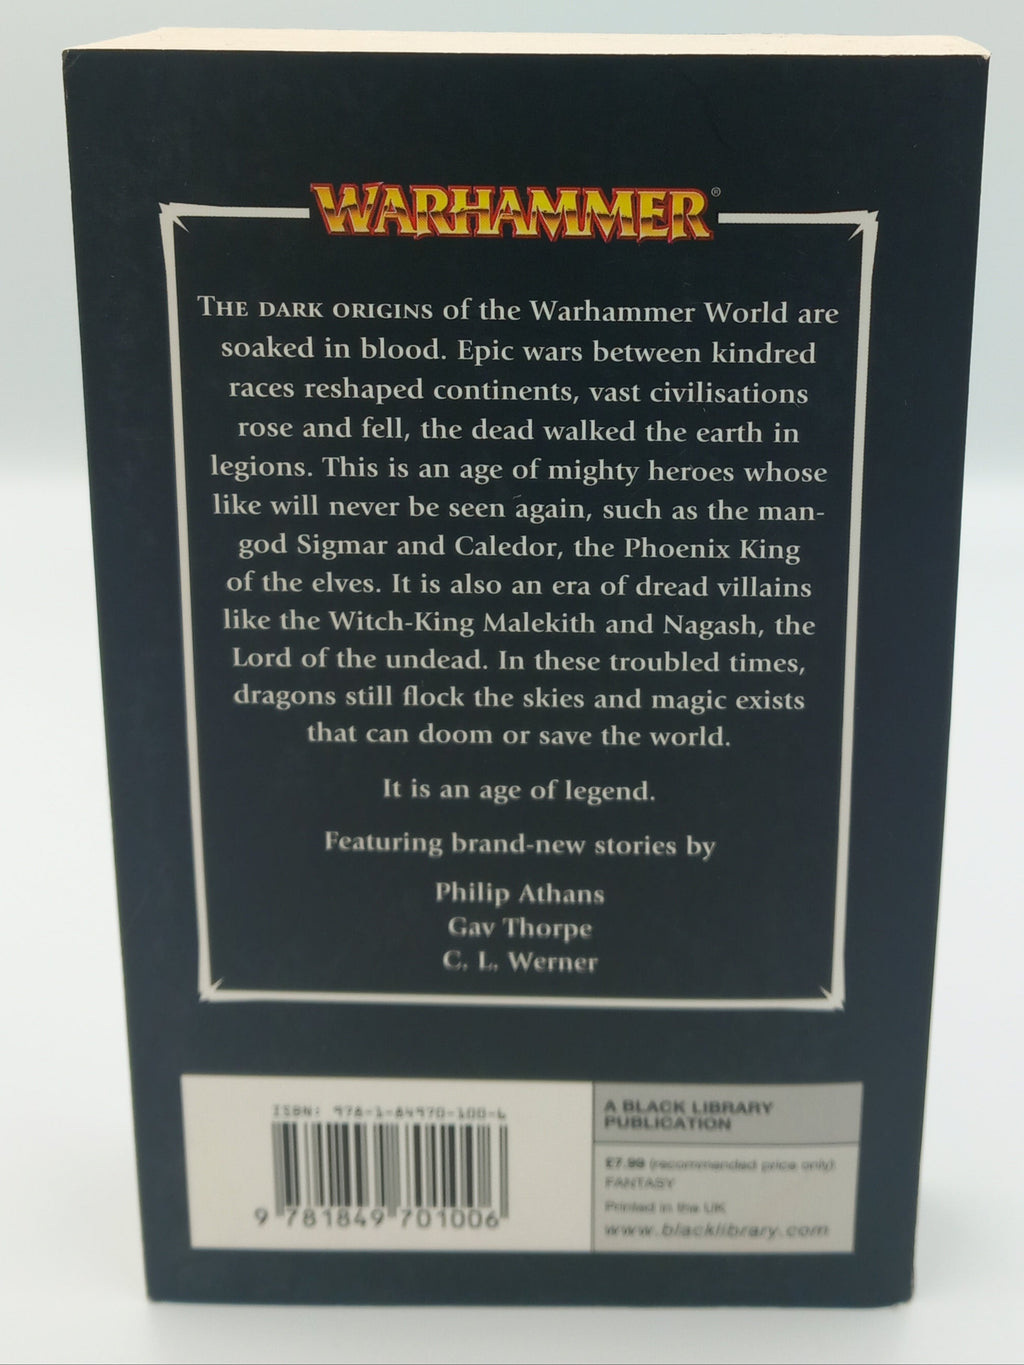 WARHAMMER®
THE DARK ORIGINS of the Warhammer World are
soaked in blood. Epic wars between kindred
races reshaped continents, vast civilisations
rose and fell, the dead walked the earth in
legions. This is an age of mighty heroes whose
like will never be seen again, such as the man-
god Sigmar and Caledor, the Phoenix King
of the elves. It is also an era of dread villains
like the Witch-King Malekith and Nagash, the
Lord of the undead. In these troubled times,
dragons still flock the skies and magic exists
that can doom or save the world.
It is an age of legend.
Featuring brand-new stories by
Philip Athans
Gav Thorpe
C. L. Werner
ISBN: 978-1-84970-100-6
9 781849 701006
A BLACK LIBRARY
PUBLICATION
£7.99 (recommended price only)
FANTASY
Printed in the UK
www.blacklibrary.com